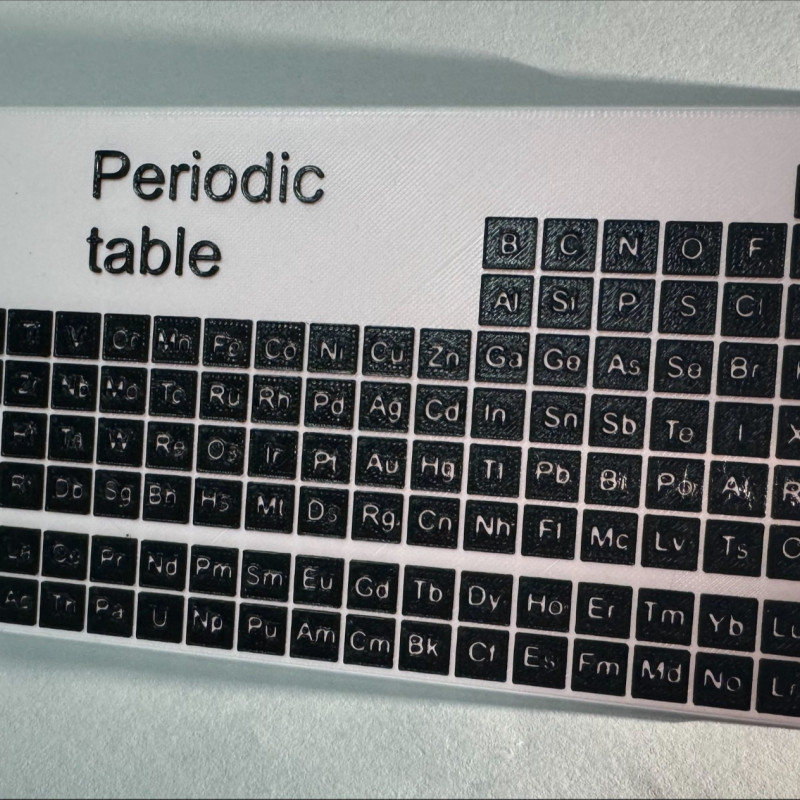 Periodic
table
B C N O F
Al Si P S Cl
V Cr Mn Fe Co Ni Cu Zn Ga Ge As Se Br
Zr Nb Mo Tc Ru Rh Pd Ag Cd In Sn Sb Te I
Ta W Re Os Ir Pt Au Hg Tl Pb Bi Po At
Db Sg Bh Hs Mt Ds Rg Cn Nh Fl Mc Lv Ts
La Ce Pr Nd Pm Sm Eu Gd Tb Dy Ho Er Tm Yb Lu
Ac Th Pa U Np Pu Am Cm Bk Cf Es Fm Md No Lr